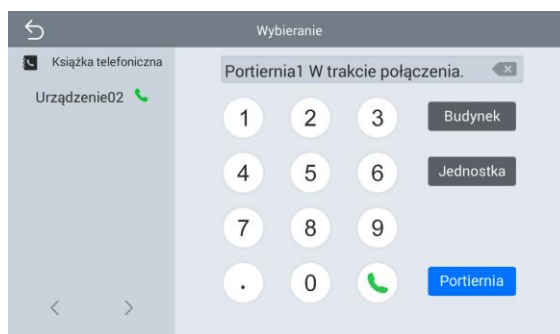 Wybieranie
Książka telefoniczna
Urządzenie02
Portiernia1 W trakcie połączenia.
1 2 3 Budynek
4 5 6 Jednostka
7 8 9
. 0 Portiernia